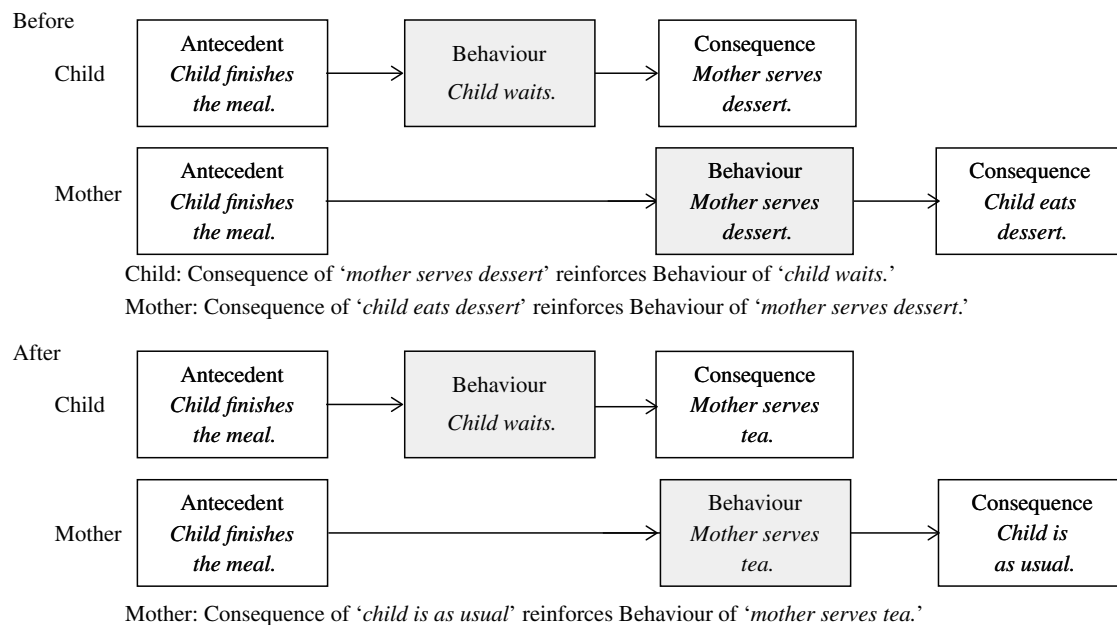 Before
Child
Antecedent
Child finishes
the meal.
Behaviour
Child waits.
Consequence
Mother serves
dessert.
Mother
Antecedent
Child finishes
the meal.
Behaviour
Mother serves
dessert.
Consequence
Child eats
dessert.
Child: Consequence of ‘mother serves dessert’ reinforces Behaviour of ‘child waits.’
Mother: Consequence of ‘child eats dessert’ reinforces Behaviour of ‘mother serves dessert.’
After
Child
Antecedent
Child finishes
the meal.
Behaviour
Child waits.
Consequence
Mother serves
tea.
Mother
Antecedent
Child finishes
the meal.
Behaviour
Mother serves
tea.
Consequence
Child is
as usual.
Mother: Consequence of ‘child is as usual’ reinforces Behaviour of ‘mother serves tea.’